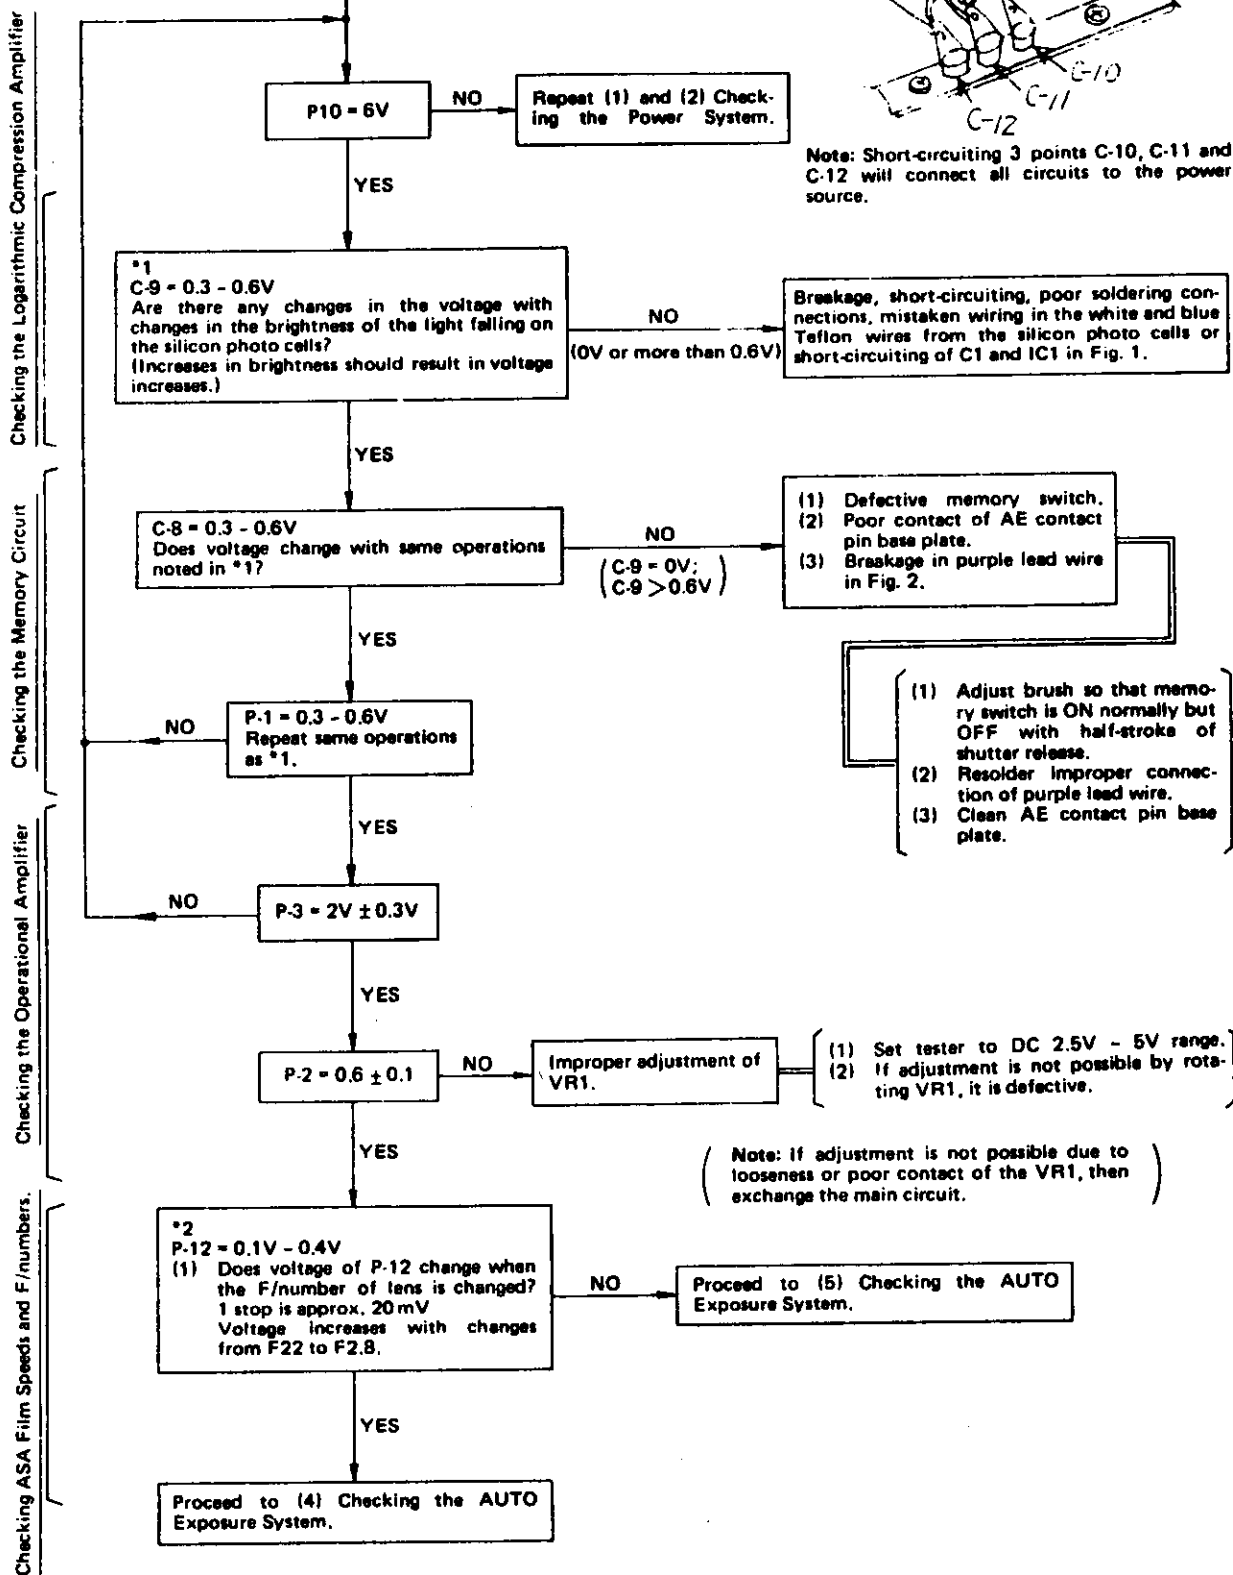 C-10
C-11
C-12
Note: Short-circuiting 3 points C-10, C-11 and
C-12 will connect all circuits to the power
source.
Checking the Logarithmic Compression Amplifier
P10 = 6V
NO
Repeat (1) and (2) Check-
ing the Power System.
YES
*1
C-9 = 0.3 - 0.6V
Are there any changes in the voltage with
changes in the brightness of the light falling on
the silicon photo cells?
(Increases in brightness should result in voltage
increases.)
NO
(0V or more than 0.6V)
Breakage, short-circuiting, poor soldering con-
nections, mistaken wiring in the white and blue
Teflon wires from the silicon photo cells or
short-circuiting of C1 and IC1 in Fig. 1.
YES
Checking the Memory Circuit
C-8 = 0.3 - 0.6V
Does voltage change with same operations
noted in *1?
NO
(C-9 = 0V;
C-9 > 0.6V)
(1) Defective memory switch.
(2) Poor contact of AE contact
pin base plate.
(3) Breakage in purple lead wire
in Fig. 2.
YES
(1) Adjust brush so that memo-
ry switch is ON normally but
OFF with half-stroke of
shutter release.
(2) Resolder improper connec-
tion of purple lead wire.
(3) Clean AE contact pin base
plate.
NO
P-1 = 0.3 - 0.6V
Repeat same operations
as *1.
YES
Checking the Operational Amplifier
NO
P-3 = 2V ± 0.3V
YES
P-2 = 0.6 ± 0.1
NO
Improper adjustment of
VR1.
(1) Set tester to DC 2.5V - 5V range.
(2) If adjustment is not possible by rota-
ting VR1, it is defective.
YES
(Note: If adjustment is not possible due to
looseness or poor contact of the VR1, then
exchange the main circuit.)
Checking ASA Film Speeds and F/numbers.
*2
P-12 = 0.1V - 0.4V
(1) Does voltage of P-12 change when
the F/number of lens is changed?
1 stop is approx. 20 mV
Voltage increases with changes
from F22 to F2.8.
NO
Proceed to (5) Checking the AUTO
Exposure System.
YES
Proceed to (4) Checking the AUTO
Exposure System.